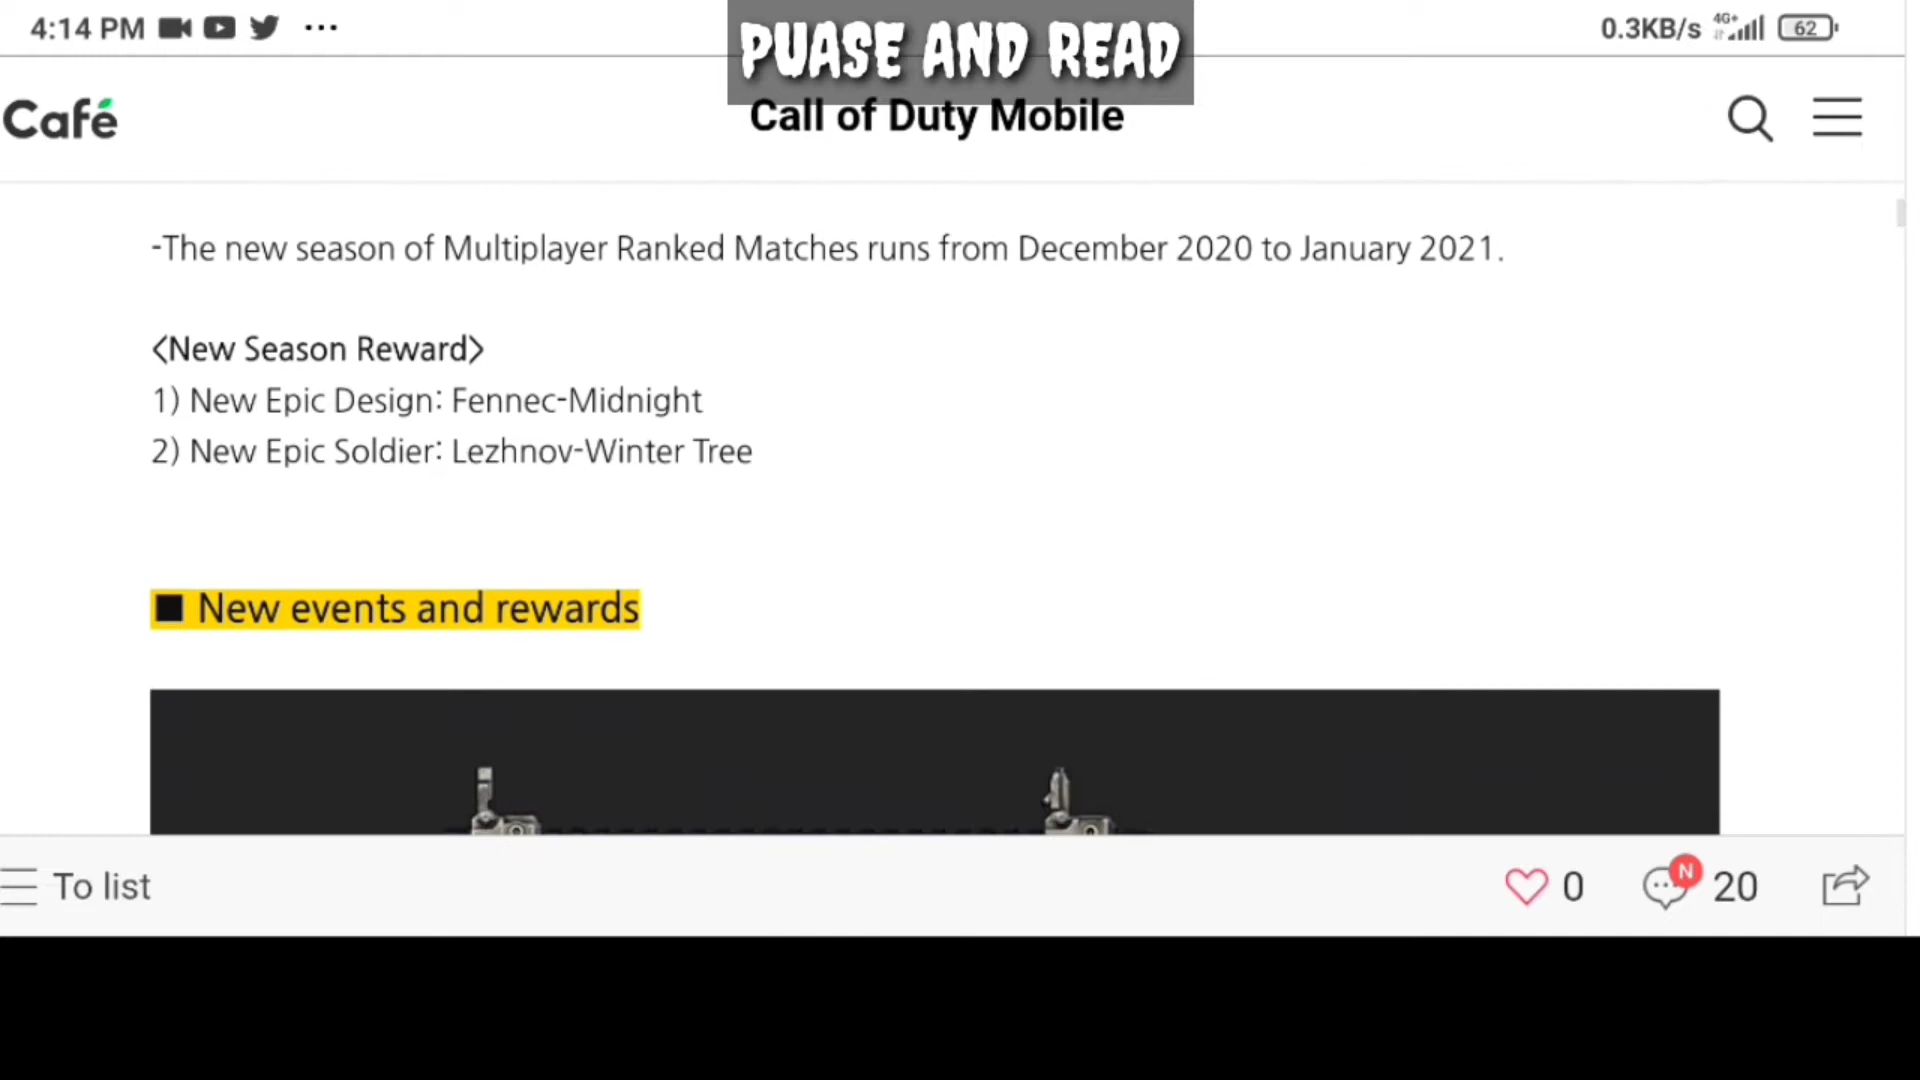 4:14 PM ... 0.3KB/s 4G+ 62
PUASE AND READ
Café
Call of Duty Mobile
-The new season of Multiplayer Ranked Matches runs from December 2020 to January 2021.
<New Season Reward>
1) New Epic Design: Fennec-Midnight
2) New Epic Soldier: Lezhnov-Winter Tree
■ New events and rewards
To list 0 N 20